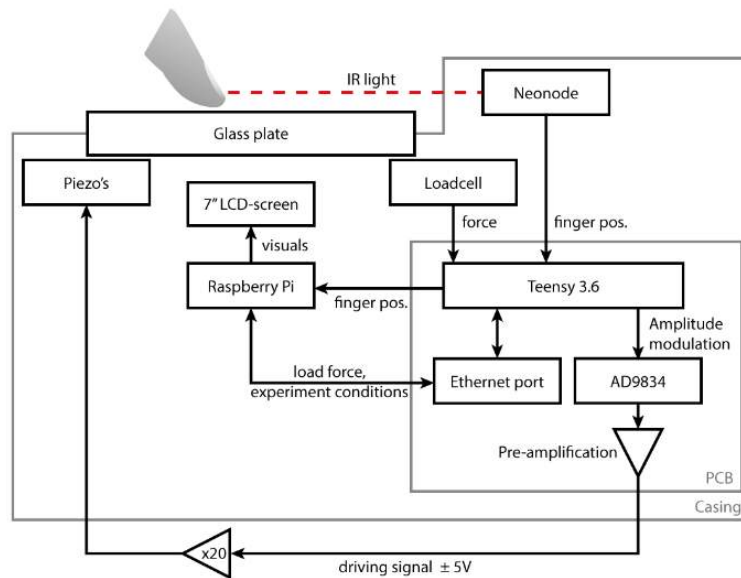 IR light
Neonode
Glass plate
Piezo's
Loadcell
7" LCD-screen
force
finger pos.
visuals
Raspberry Pi
Teensy 3.6
finger pos.
Amplitude
modulation
load force,
experiment conditions
Ethernet port
AD9834
Pre-amplification
PCB
Casing
x20
driving signal ± 5V